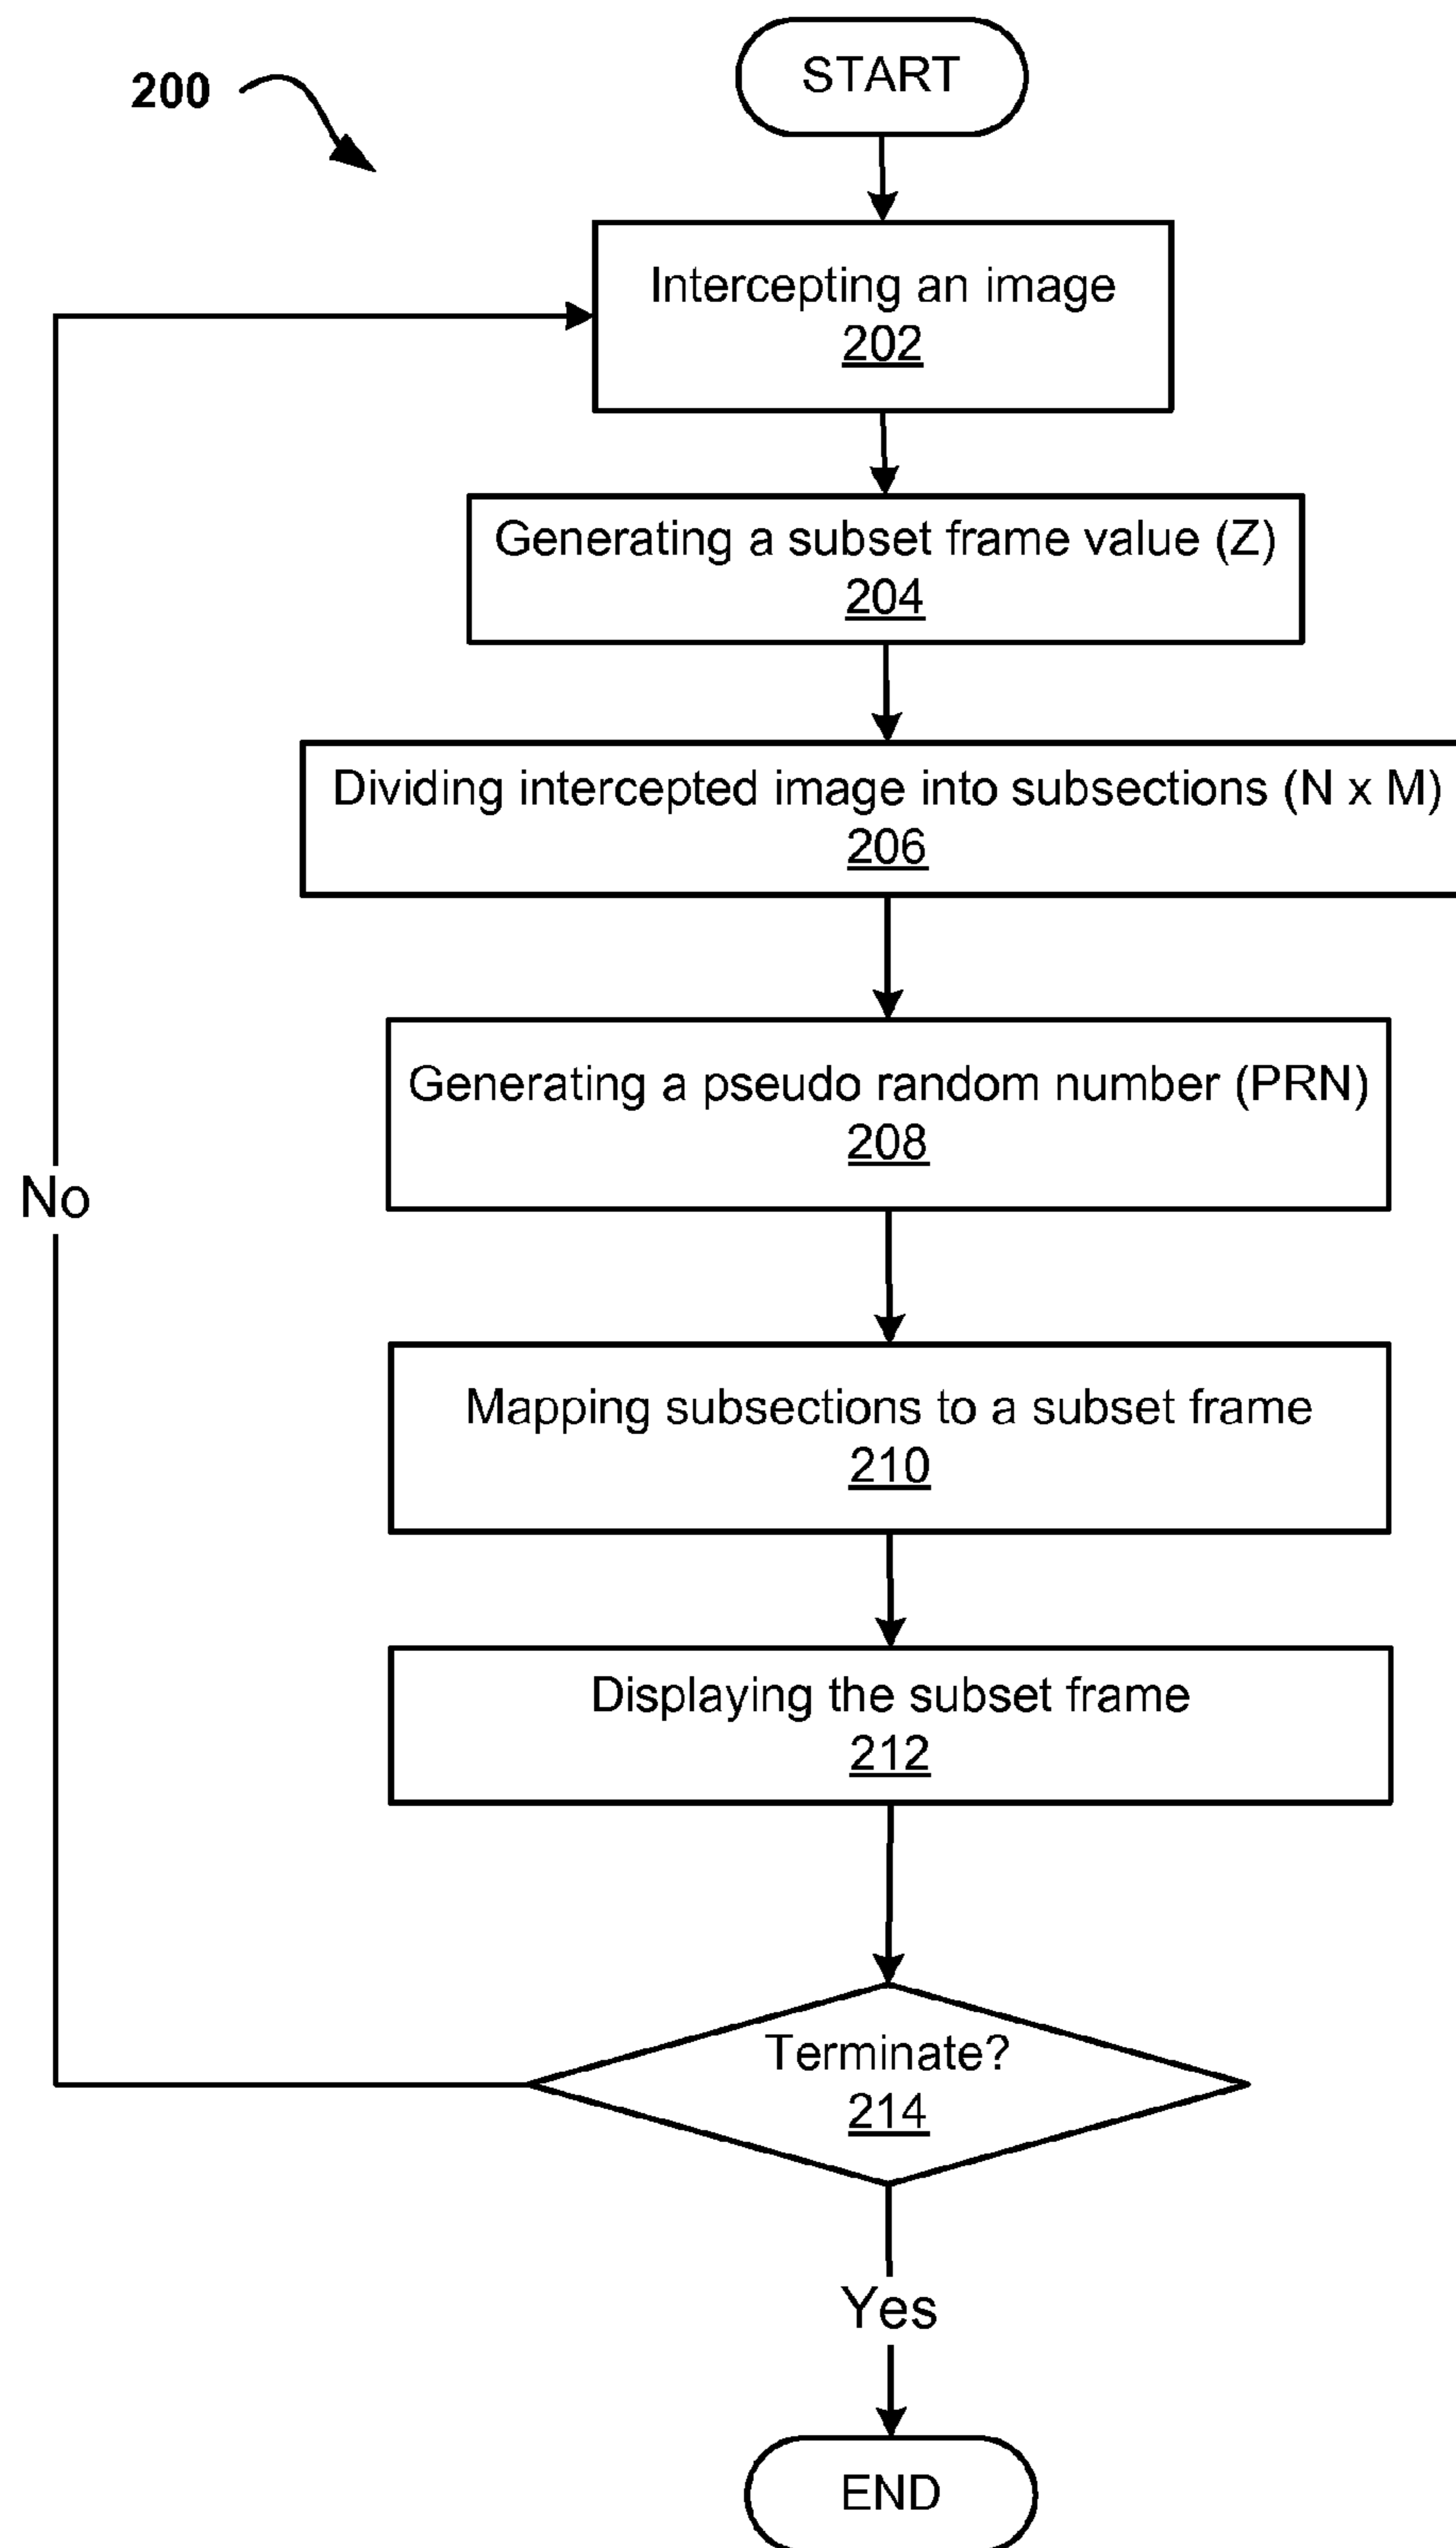 200
START
Intercepting an image
202
Generating a subset frame value (Z)
204
Dividing intercepted image into subsections (N x M)
206
Generating a pseudo random number (PRN)
208
No
Mapping subsections to a subset frame
210
Displaying the subset frame
212
Terminate?
214
Yes
END